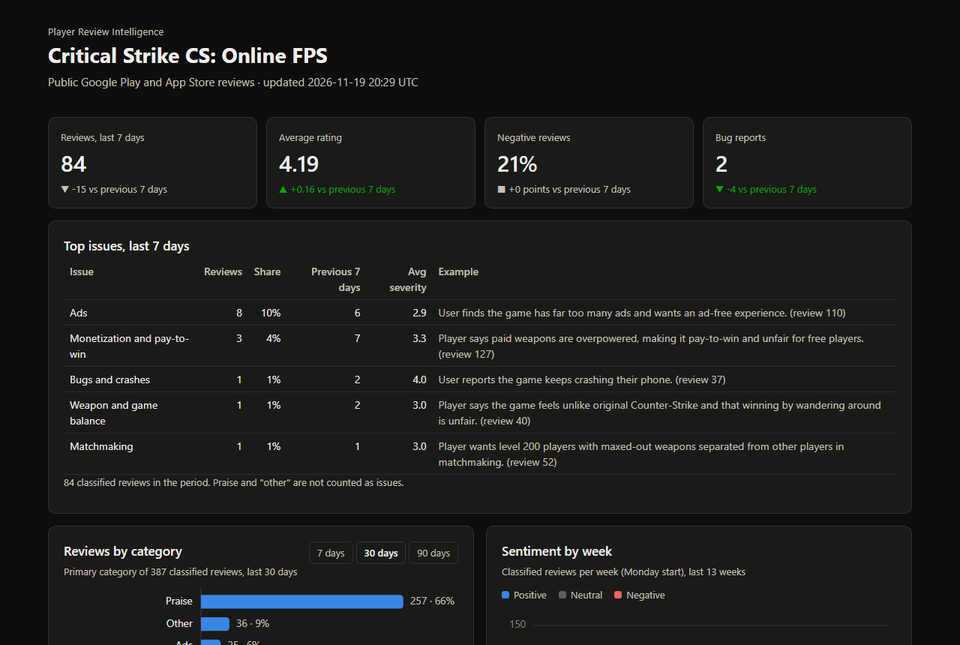 Player Review Intelligence
Critical Strike CS: Online FPS
Public Google Play and App Store reviews · updated 2026-11-19 20:29 UTC
Reviews, last 7 days
84
▼ -15 vs previous 7 days
Average rating
4.19
▲ +0.16 vs previous 7 days
Negative reviews
21%
■ +0 points vs previous 7 days
Bug reports
2
▼ -4 vs previous 7 days
Top issues, last 7 days
Issue Reviews Share Previous 7 days Avg severity Example
Ads 8 10% 6 2.9 User finds the game has far too many ads and wants an ad-free experience. (review 110)
Monetization and pay-to-win 3 4% 7 3.3 Player says paid weapons are overpowered, making it pay-to-win and unfair for free players. (review 127)
Bugs and crashes 1 1% 2 4.0 User reports the game keeps crashing their phone. (review 37)
Weapon and game balance 1 1% 2 3.0 Player says the game feels unlike original Counter-Strike and that winning by wandering around is unfair. (review 40)
Matchmaking 1 1% 1 3.0 Player wants level 200 players with maxed-out weapons separated from other players in matchmaking. (review 52)
84 classified reviews in the period. Praise and "other" are not counted as issues.
Reviews by category
7 days 30 days 90 days
Primary category of 387 classified reviews, last 30 days
Praise 257 · 66%
Other 36 · 9%
Ads 25 · 6%
Sentiment by week
Classified reviews per week (Monday start), last 13 weeks
Positive Neutral Negative
150